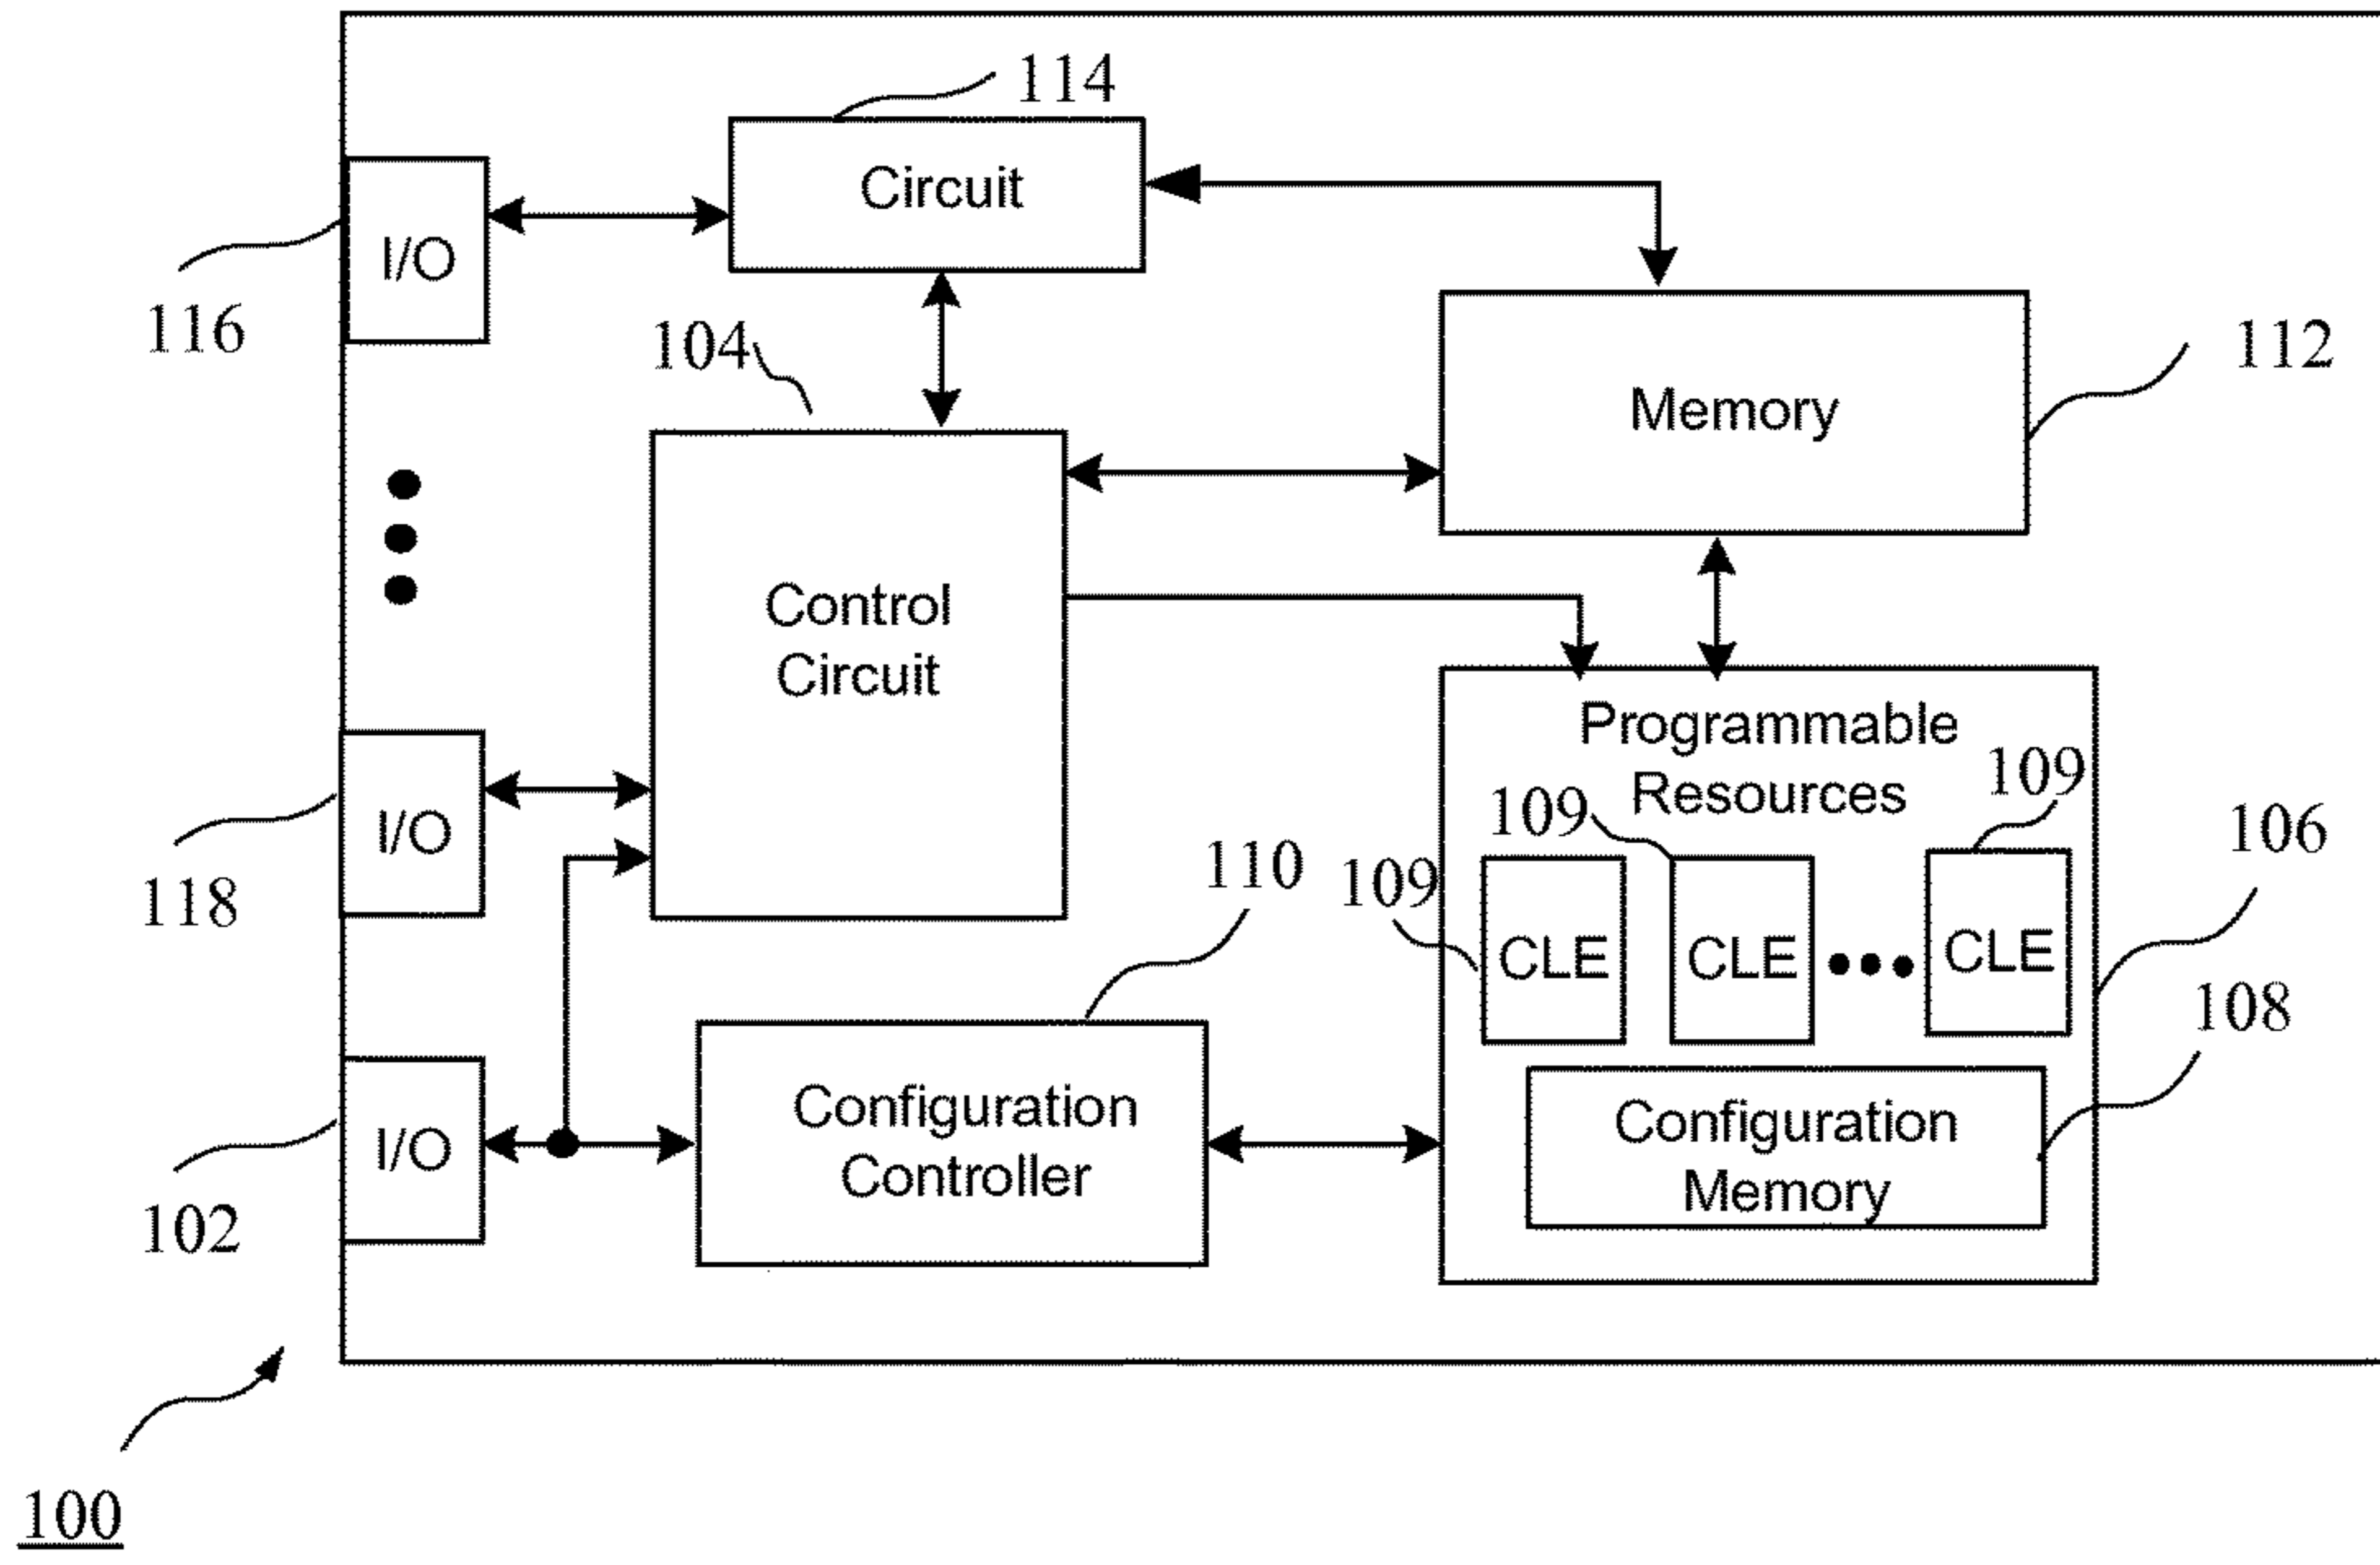 114
Circuit
I/O
116
104
112
Memory
Control
Circuit
Programmable
Resources
109
109
109
106
I/O
118
110
CLE
CLE
CLE
108
Configuration
Controller
Configuration
Memory
I/O
102
100